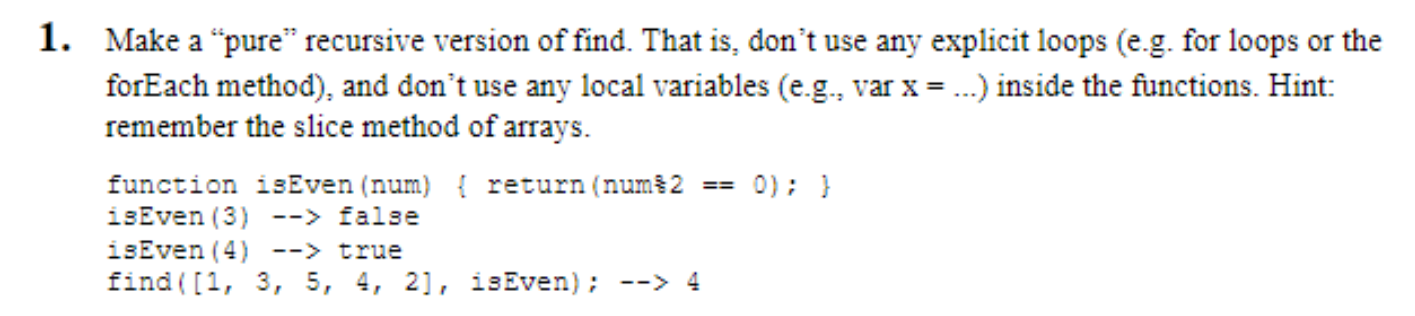 1. Make a “pure” recursive version of find. That is, don’t use any explicit loops (e.g. for loops or the
forEach method), and don’t use any local variables (e.g., var x = ...) inside the functions. Hint:
remember the slice method of arrays.
function isEven(num) { return(num%2 == 0); }
isEven(3) --> false
isEven(4) --> true
find([1, 3, 5, 4, 2], isEven); --> 4